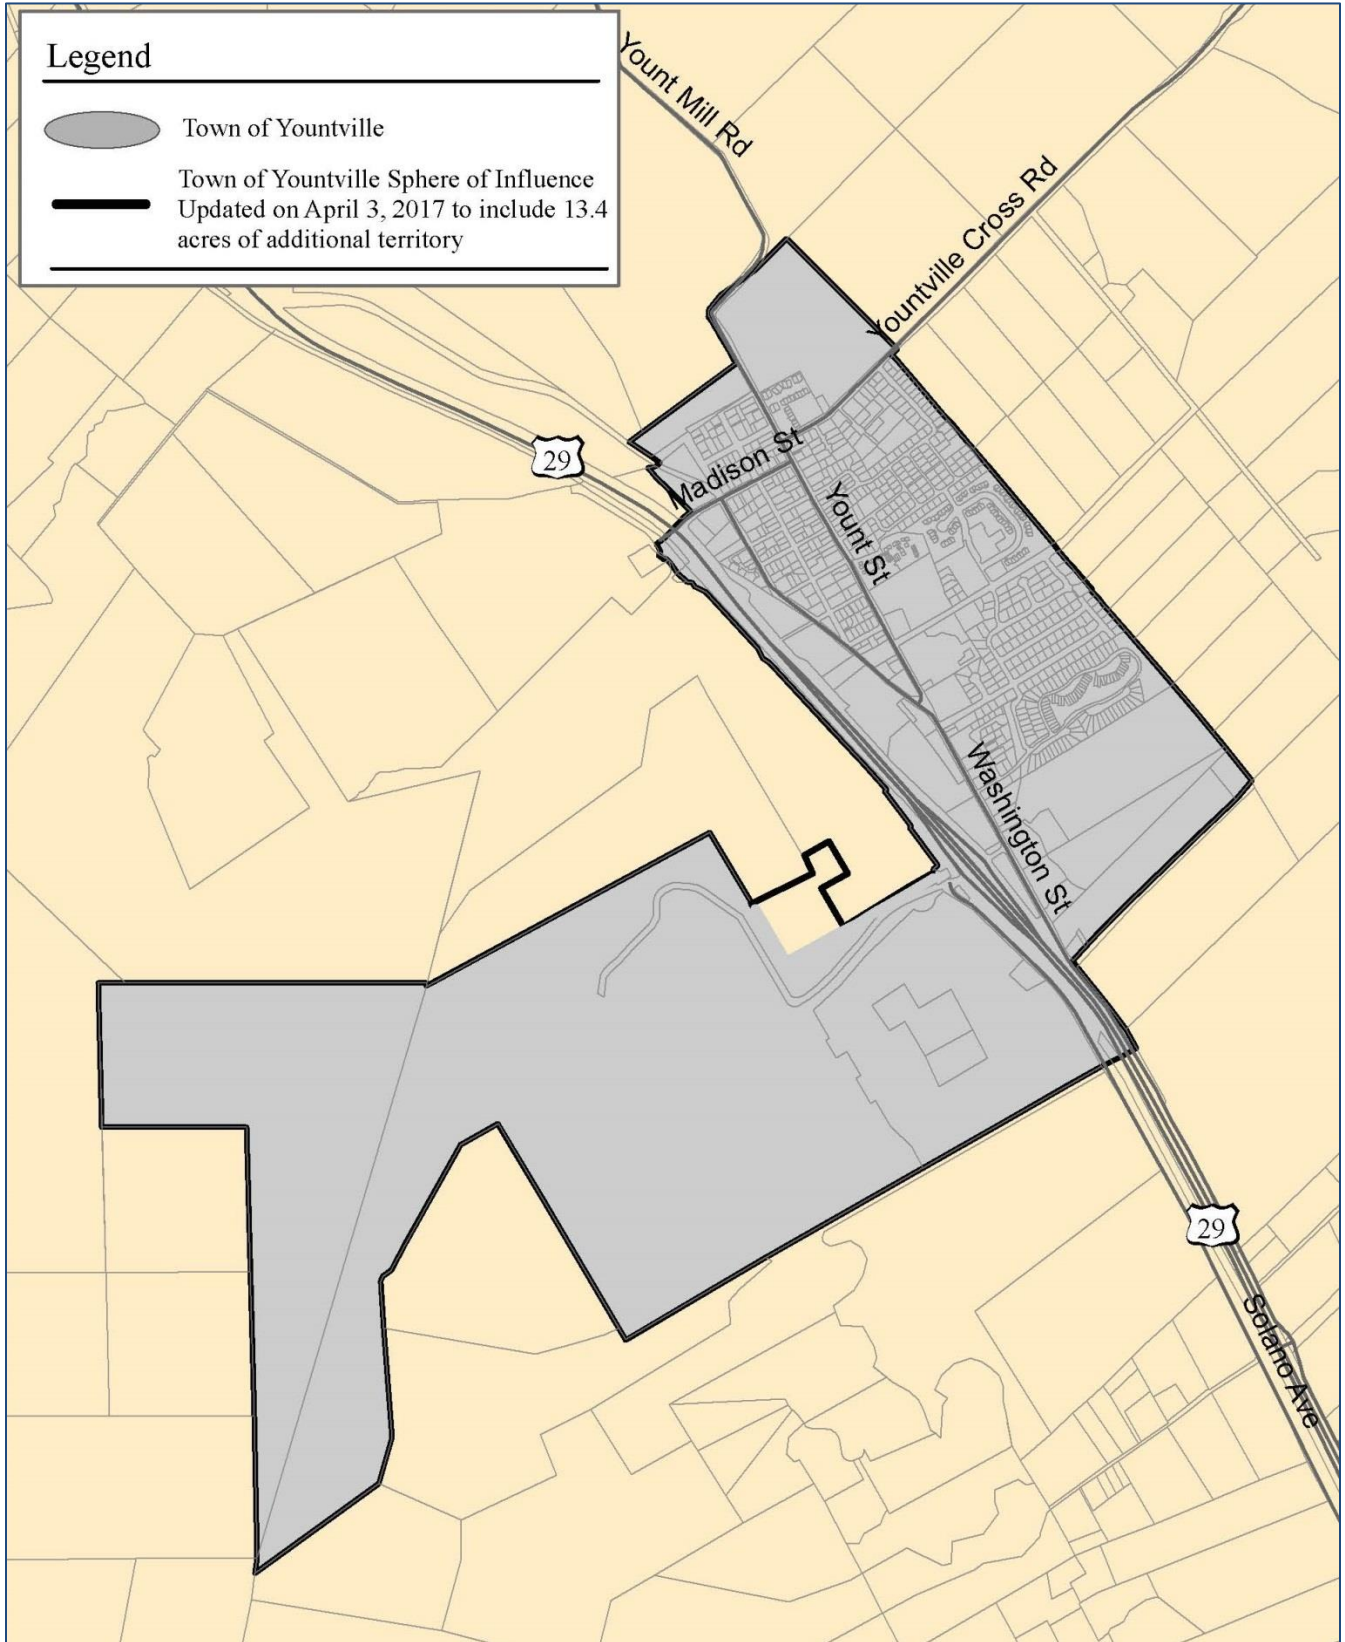 Legend
Town of Yountville
Town of Yountville Sphere of Influence
Updated on April 3, 2017 to include 13.4
acres of additional territory
Yount Mill Rd
Yountville Cross Rd
29
Madison St
Yount St
Washington St
29
Solano Ave